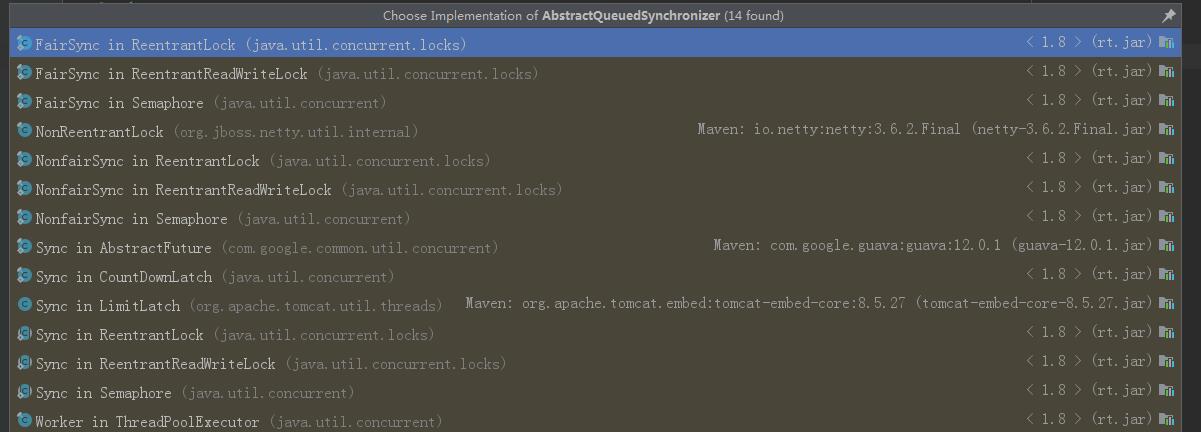 Choose Implementation of AbstractQueuedSynchronizer (14 found)
FairSync in ReentrantLock (java.util.concurrent.locks) < 1.8 > (rt.jar)
FairSync in ReentrantReadWriteLock (java.util.concurrent.locks) < 1.8 > (rt.jar)
FairSync in Semaphore (java.util.concurrent) < 1.8 > (rt.jar)
NonReentrantLock (org.jboss.netty.util.internal) Maven: io.netty:netty:3.6.2.Final (netty-3.6.2.Final.jar)
NonfairSync in ReentrantLock (java.util.concurrent.locks) < 1.8 > (rt.jar)
NonfairSync in ReentrantReadWriteLock (java.util.concurrent.locks) < 1.8 > (rt.jar)
NonfairSync in Semaphore (java.util.concurrent) < 1.8 > (rt.jar)
Sync in AbstractFuture (com.google.common.util.concurrent) Maven: com.google.guava:guava:12.0.1 (guava-12.0.1.jar)
Sync in CountDownLatch (java.util.concurrent) < 1.8 > (rt.jar)
Sync in LimitLatch (org.apache.tomcat.util.threads) Maven: org.apache.tomcat.embed:tomcat-embed-core:8.5.27 (tomcat-embed-core-8.5.27.jar)
Sync in ReentrantLock (java.util.concurrent.locks) < 1.8 > (rt.jar)
Sync in ReentrantReadWriteLock (java.util.concurrent.locks) < 1.8 > (rt.jar)
Sync in Semaphore (java.util.concurrent) < 1.8 > (rt.jar)
Worker in ThreadPoolExecutor (java.util.concurrent) < 1.8 > (rt.jar)